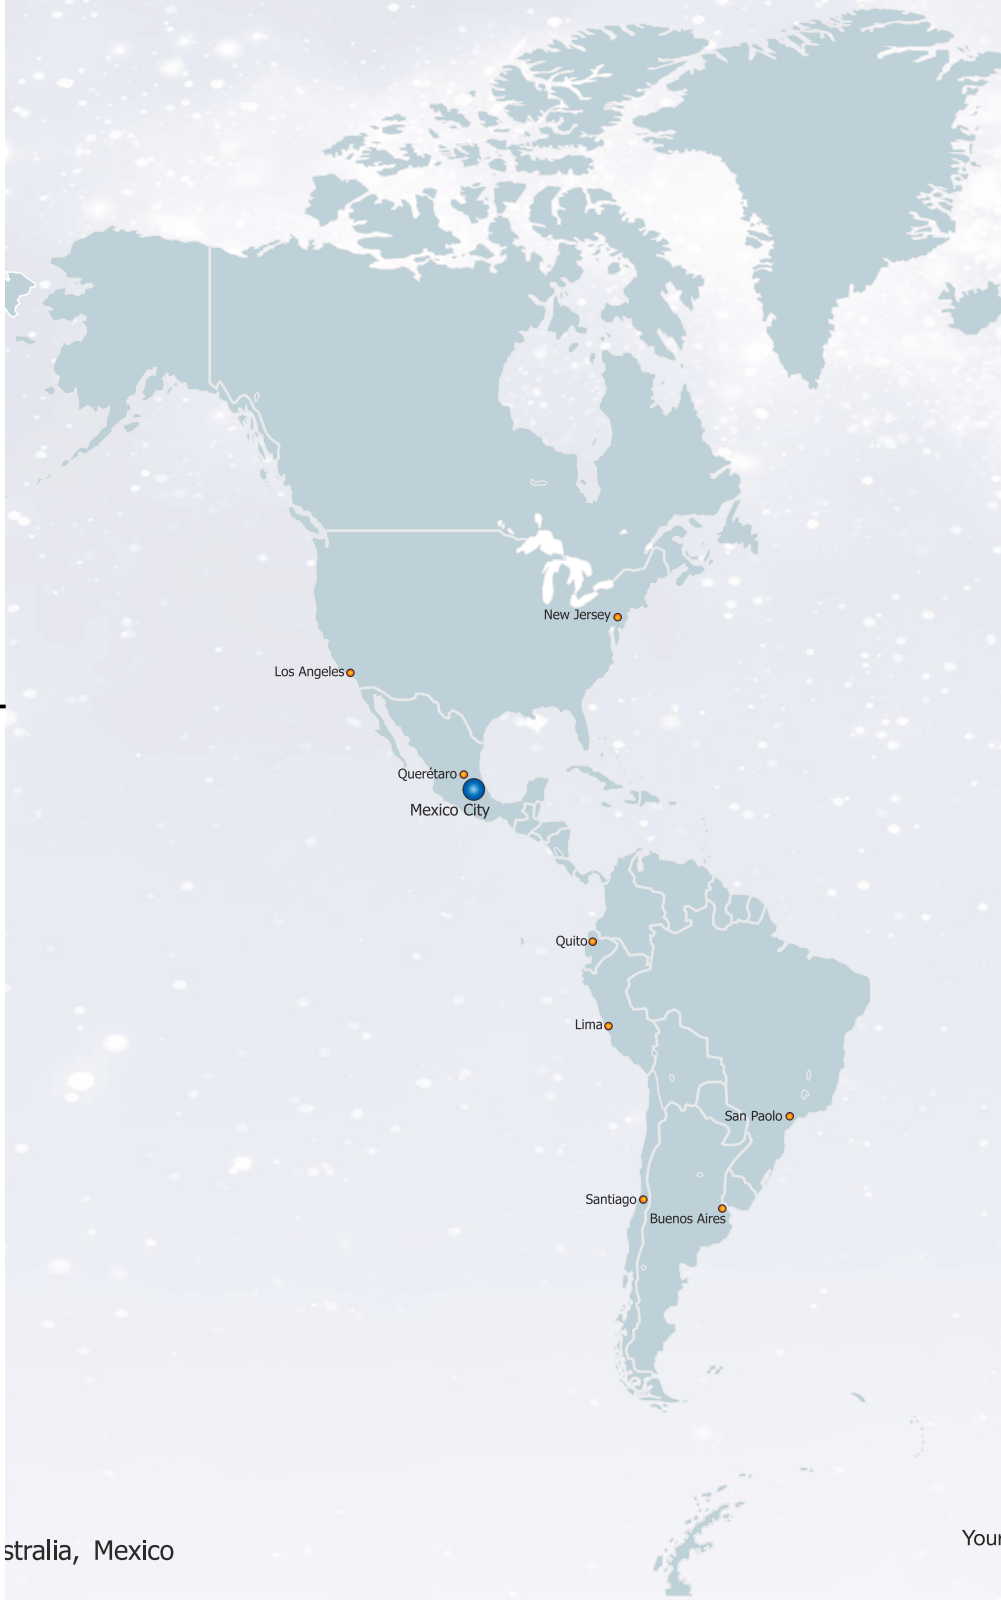 New Jersey
Los Angeles
Querétaro
Mexico City
Quito
Lima
San Paolo
Santiago
Buenos Aires
Your
stralia, Mexico